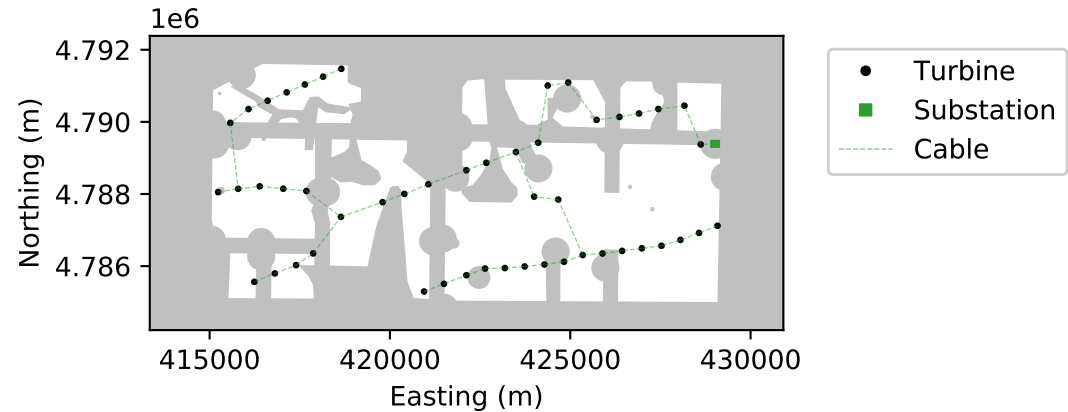 1e6
4.792
4.790
4.788
4.786
Northing (m)
415000 420000 425000 430000
Easting (m)
Turbine
Substation
Cable